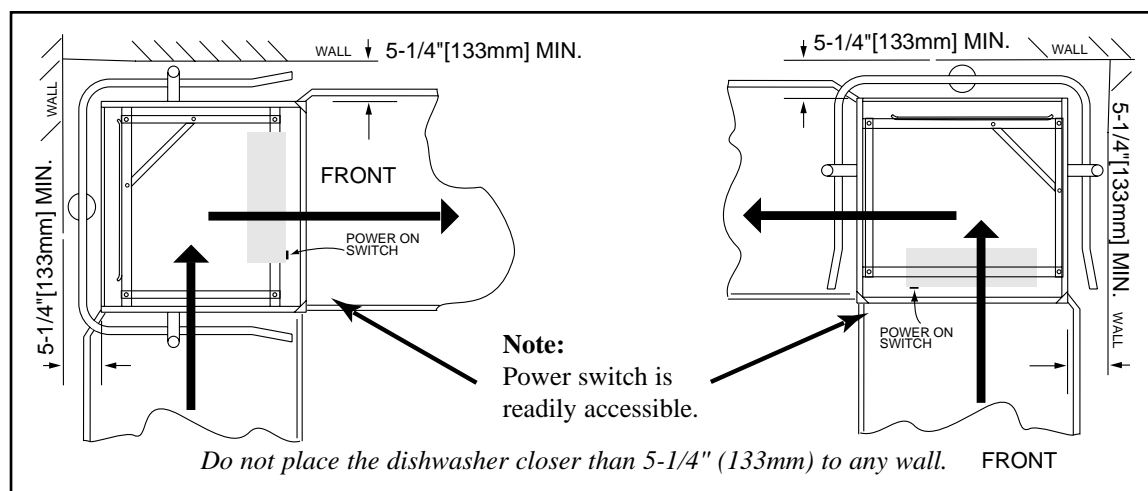 WALL
5-1/4"[133mm] MIN.
WALL
5-1/4"[133mm] MIN.
FRONT
POWER ON
SWITCH
5-1/4"[133mm] MIN.
WALL
5-1/4"[133mm] MIN.
WALL
POWER ON
SWITCH
Note:
Power switch is
readily accessible.
Do not place the dishwasher closer than 5-1/4" (133mm) to any wall.
FRONT